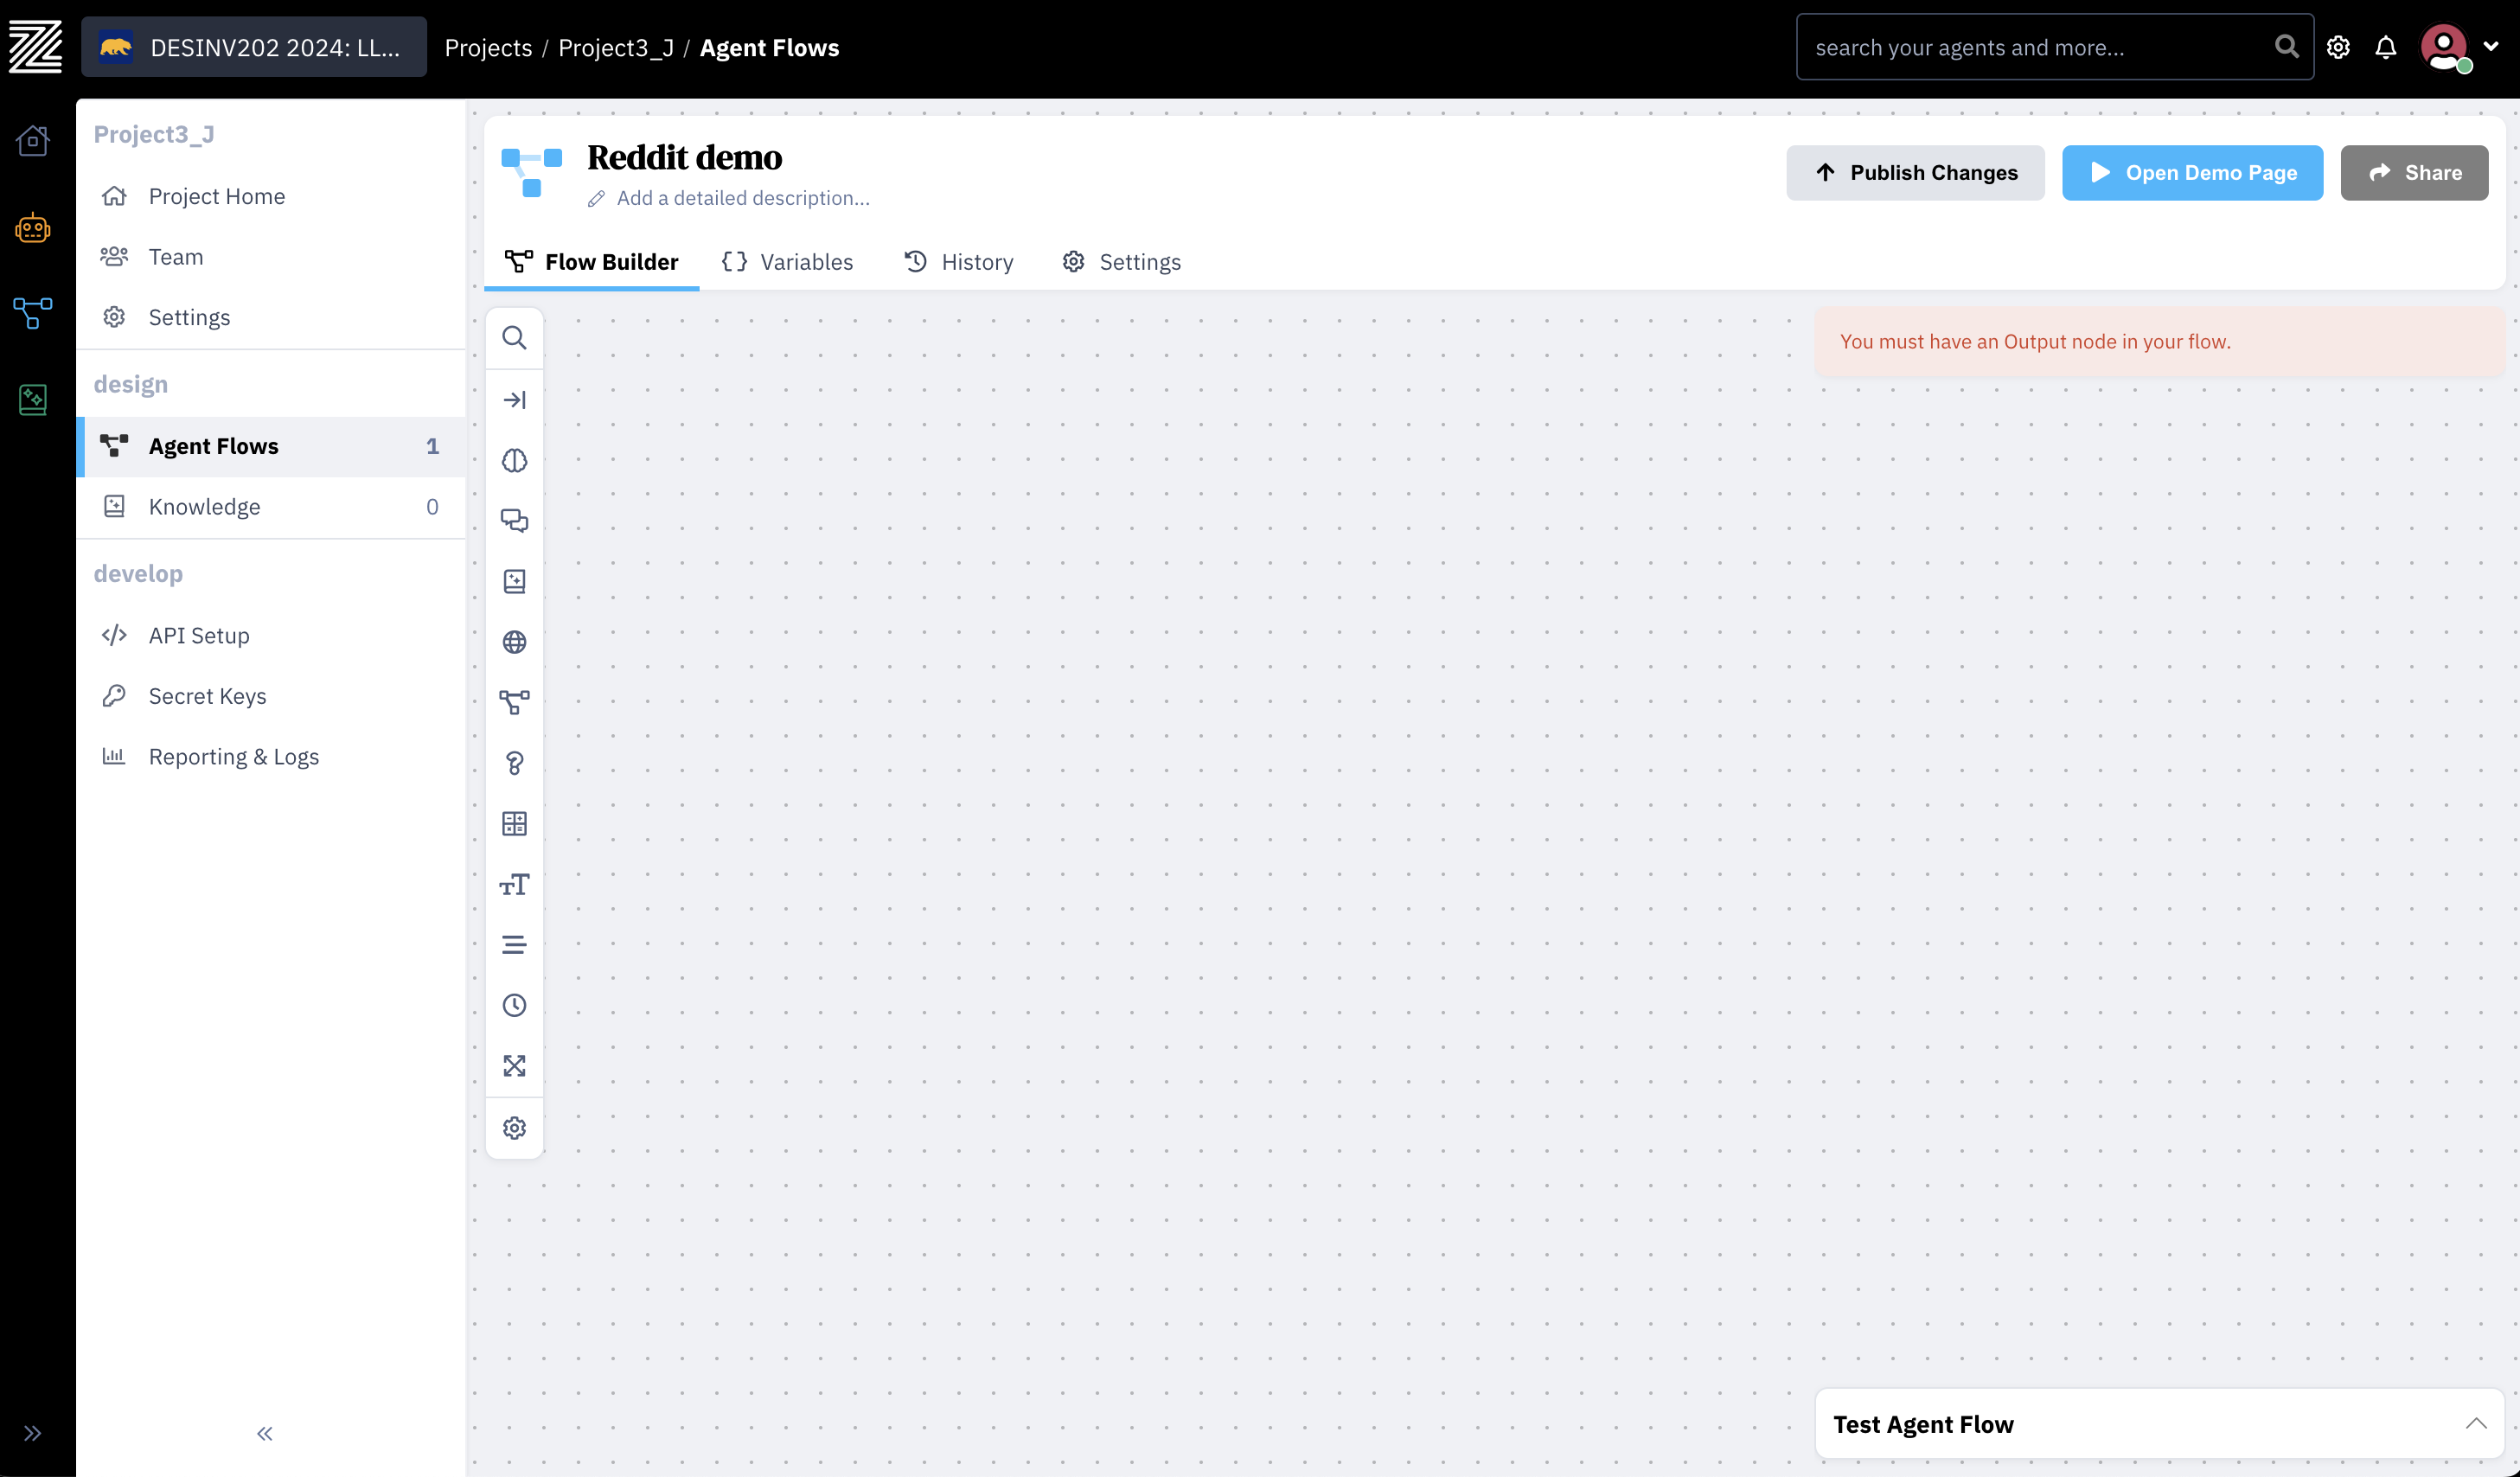 DESINV202 2024: LL...
Projects / Project3_J / Agent Flows
search your agents and more...
Project3_J
Project Home
Team
Settings
design
Agent Flows 1
Knowledge 0
develop
API Setup
Secret Keys
Reporting & Logs
Reddit demo
Add a detailed description...
Publish Changes
Open Demo Page
Share
Flow Builder
Variables
History
Settings
You must have an Output node in your flow.
Test Agent Flow